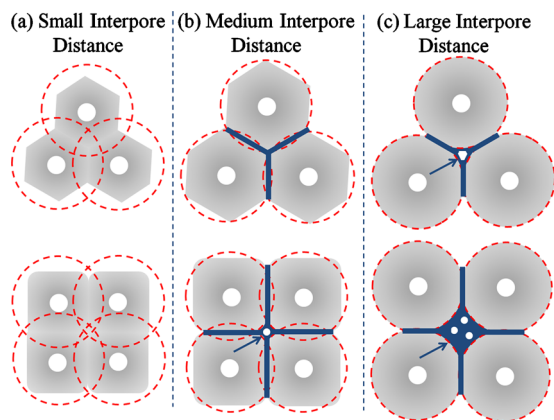 (a) Small Interpore
Distance
(b) Medium Interpore
Distance
(c) Large Interpore
Distance